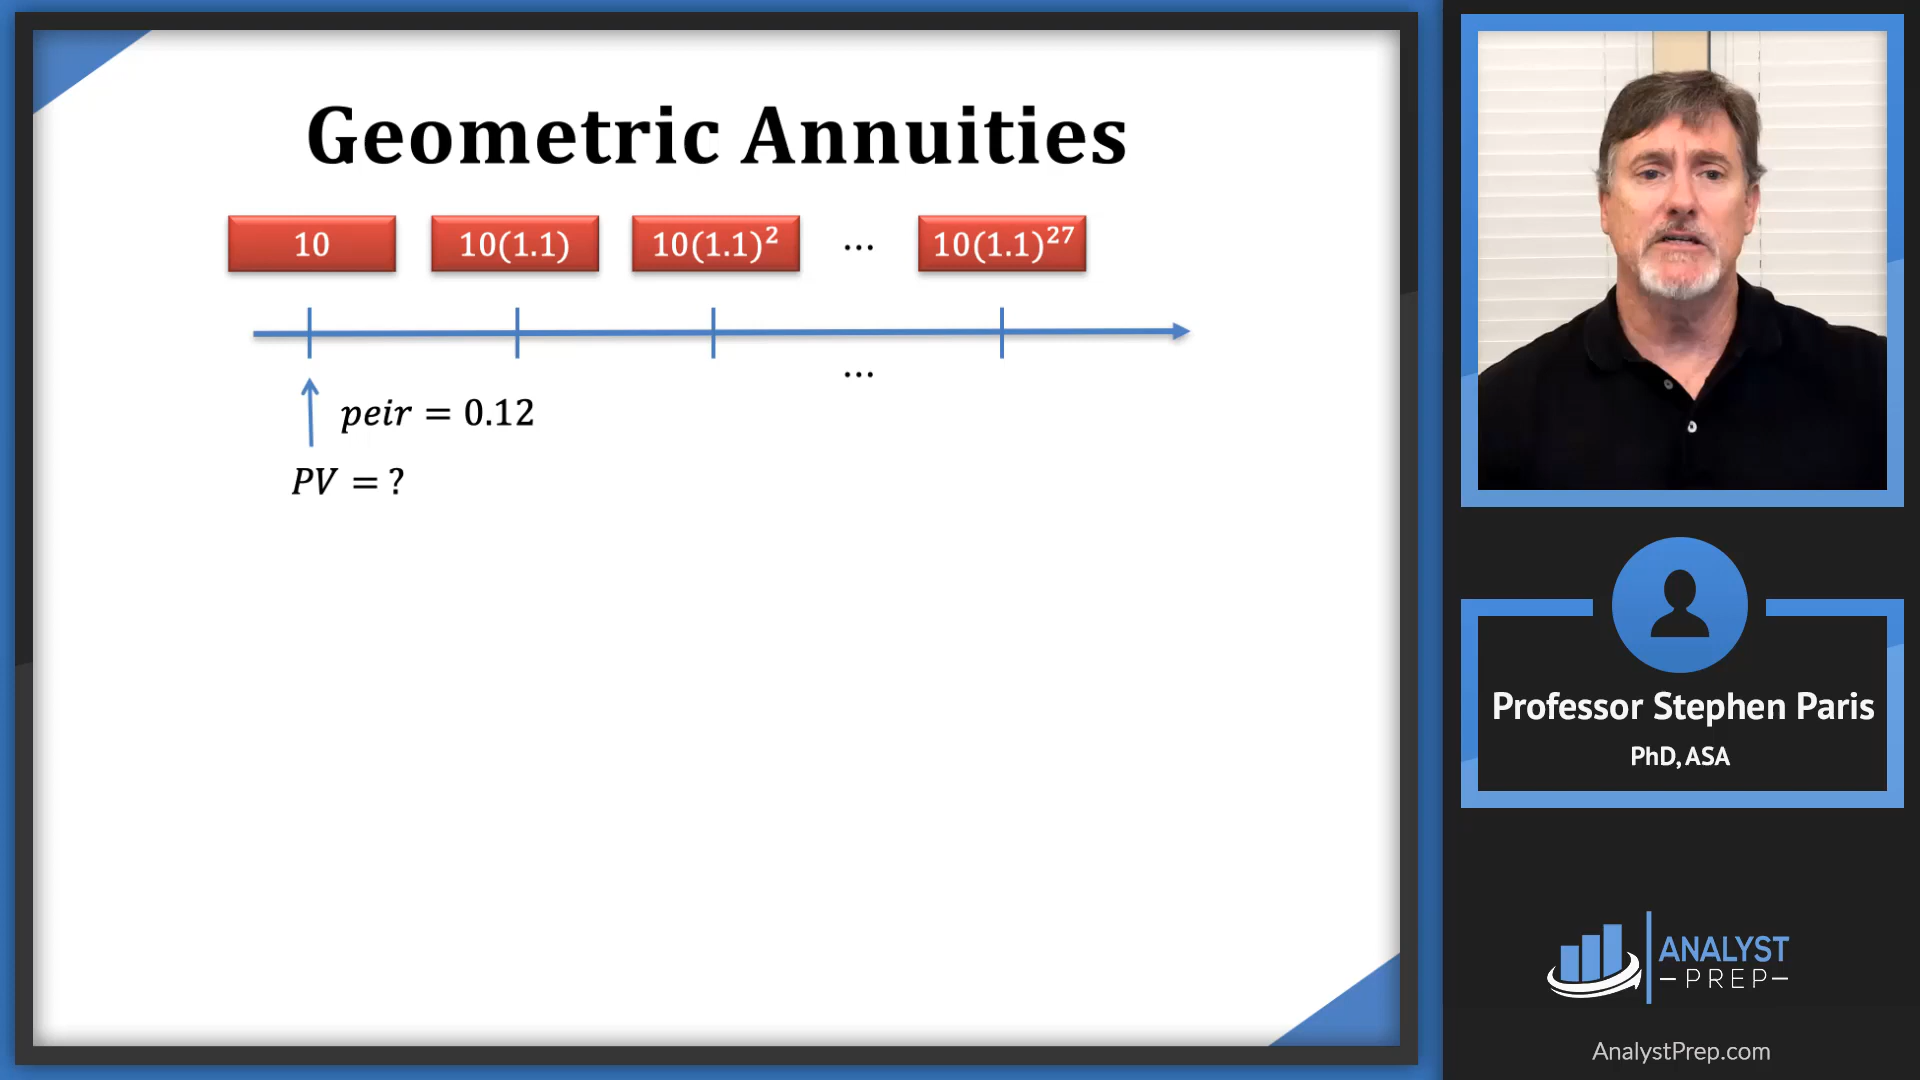 Geometric Annuities
10 10(1.1) 10(1.1)² ... 10(1.1)²⁷
...
peir = 0.12
PV = ?
Professor Stephen Paris
PhD, ASA
ANALYST
PREP
AnalystPrep.com